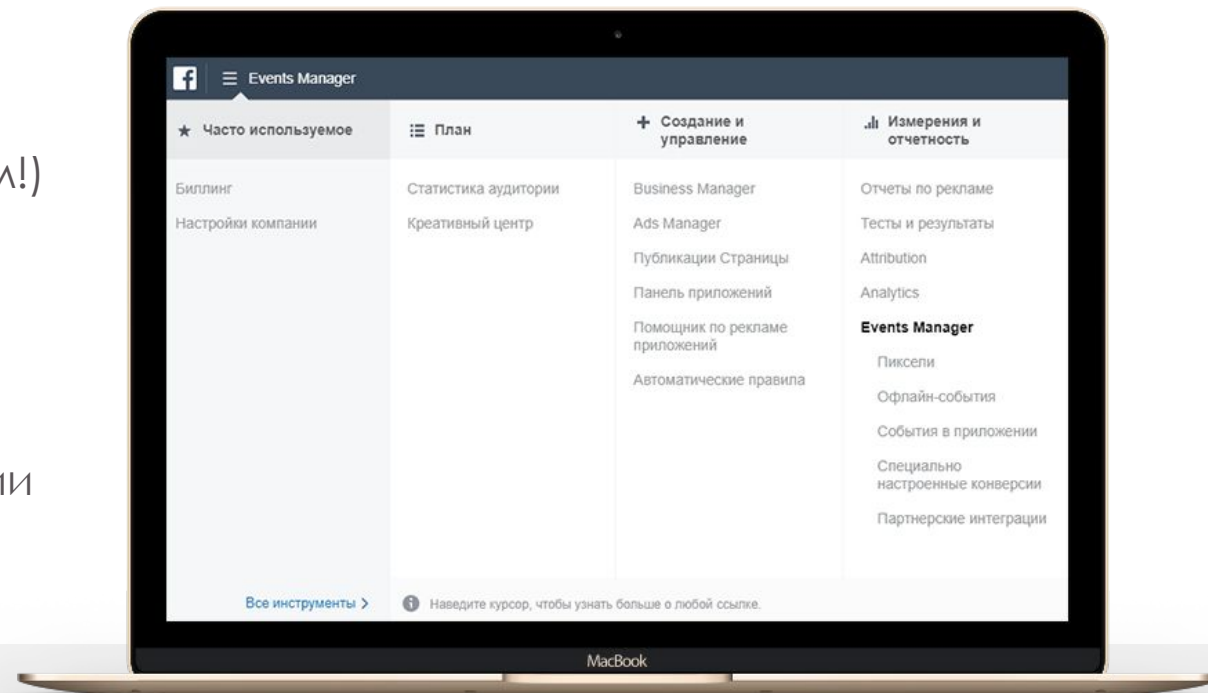 л!)
ии
Events Manager
Часто используемое
Биллинг
Настройки компании
Все инструменты
План
Статистика аудитории
Креативный центр
Создание и
управление
Business Manager
Ads Manager
Публикации Страницы
Панель приложений
Помощник по рекламе
приложений
Автоматические правила
Измерения и
отчетность
Отчеты по рекламе
Тесты и результаты
Attribution
Analytics
Events Manager
Пиксели
Офлайн-события
События в приложении
Специально
настроенные конверсии
Партнерские интеграции
Наведите курсор, чтобы узнать больше о любой ссылке.
MacBook